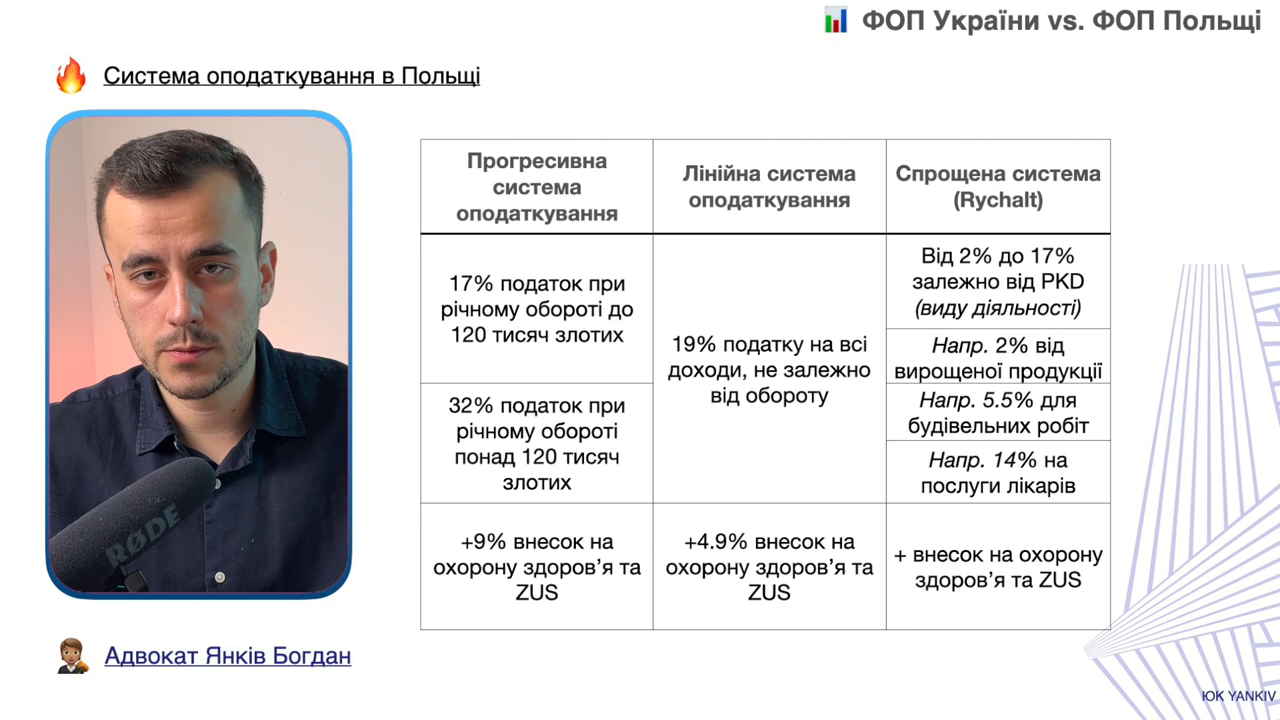 ФОП України vs. ФОП Польщі
Система оподаткування в Польщі
Прогресивна
система
оподаткування
Лінійна система
оподаткування
Спрощена система
(Rychalt)
17% податок при
річному обороті до
120 тисяч злотих
32% податок при
річному обороті
понад 120 тисяч
злотих
19% податку на всі
доходи, не залежно
від обороту
Від 2% до 17%
залежно від PKD
(виду діяльності)
Напр. 2% від
вирощеної продукції
Напр. 5.5% для
будівельних робіт
Напр. 14% на
послуги лікарів
+9% внесок на
охорону здоров’я та
ZUS
+4.9% внесок на
охорону здоров’я та
ZUS
+ внесок на охорону
здоров’я та ZUS
RØDE
Адвокат Янків Богдан
ЮК YANKIV